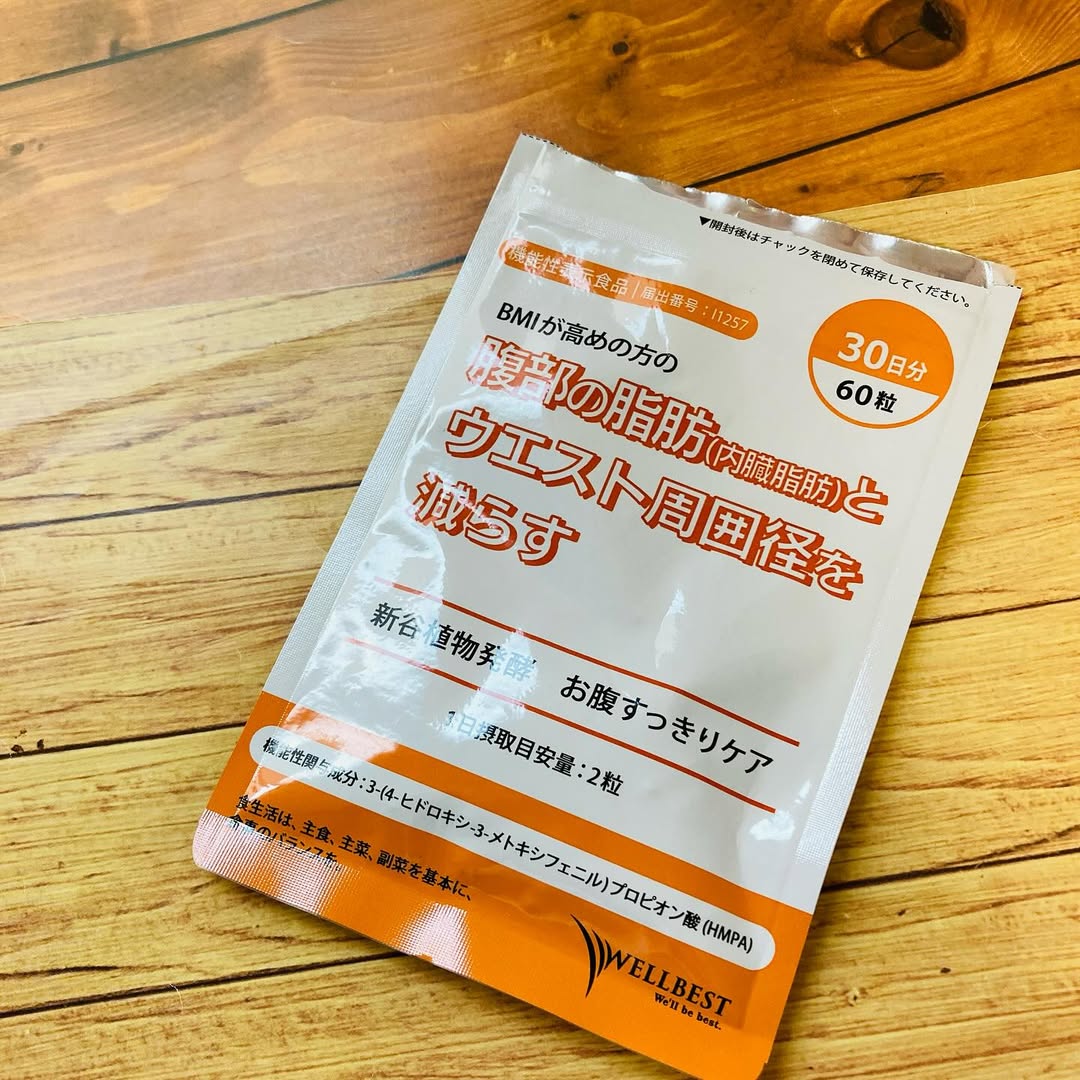 ▼開封後はチャックを閉めて保存してください。
機能性表示食品 | 届出番号：I1257
30日分
60粒
BMIが高めの方の
腹部の脂肪(内臓脂肪)と
ウエスト周囲径を
減らす
新谷植物発酵 お腹すっきりケア
1日摂取目安量：2粒
機能性関与成分：3-(4-ヒドロキシ-3-メトキシフェニル)プロピオン酸(HMPA)
食生活は、主食、主菜、副菜を基本に、
食事のバランスを。
WELLBEST
We'll be best.